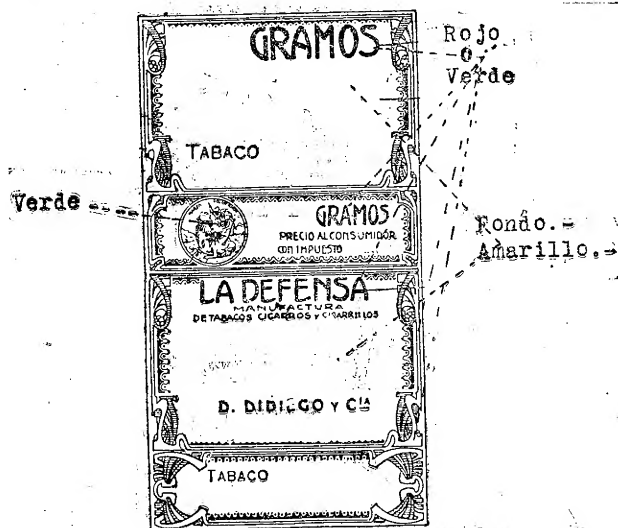 GRAMOS
Rojo
o
Verde
TABACO
Verde
GRAMOS
PRECIO AL CONSUMIDOR
CON IMPUESTO
Fondo.-
Amarillo.-
LA DEFENSA
MANUFACTURA
DE TABACOS CIGARROS Y CIGARRILLOS
D. DIDIEGO Y CIA
TABACO